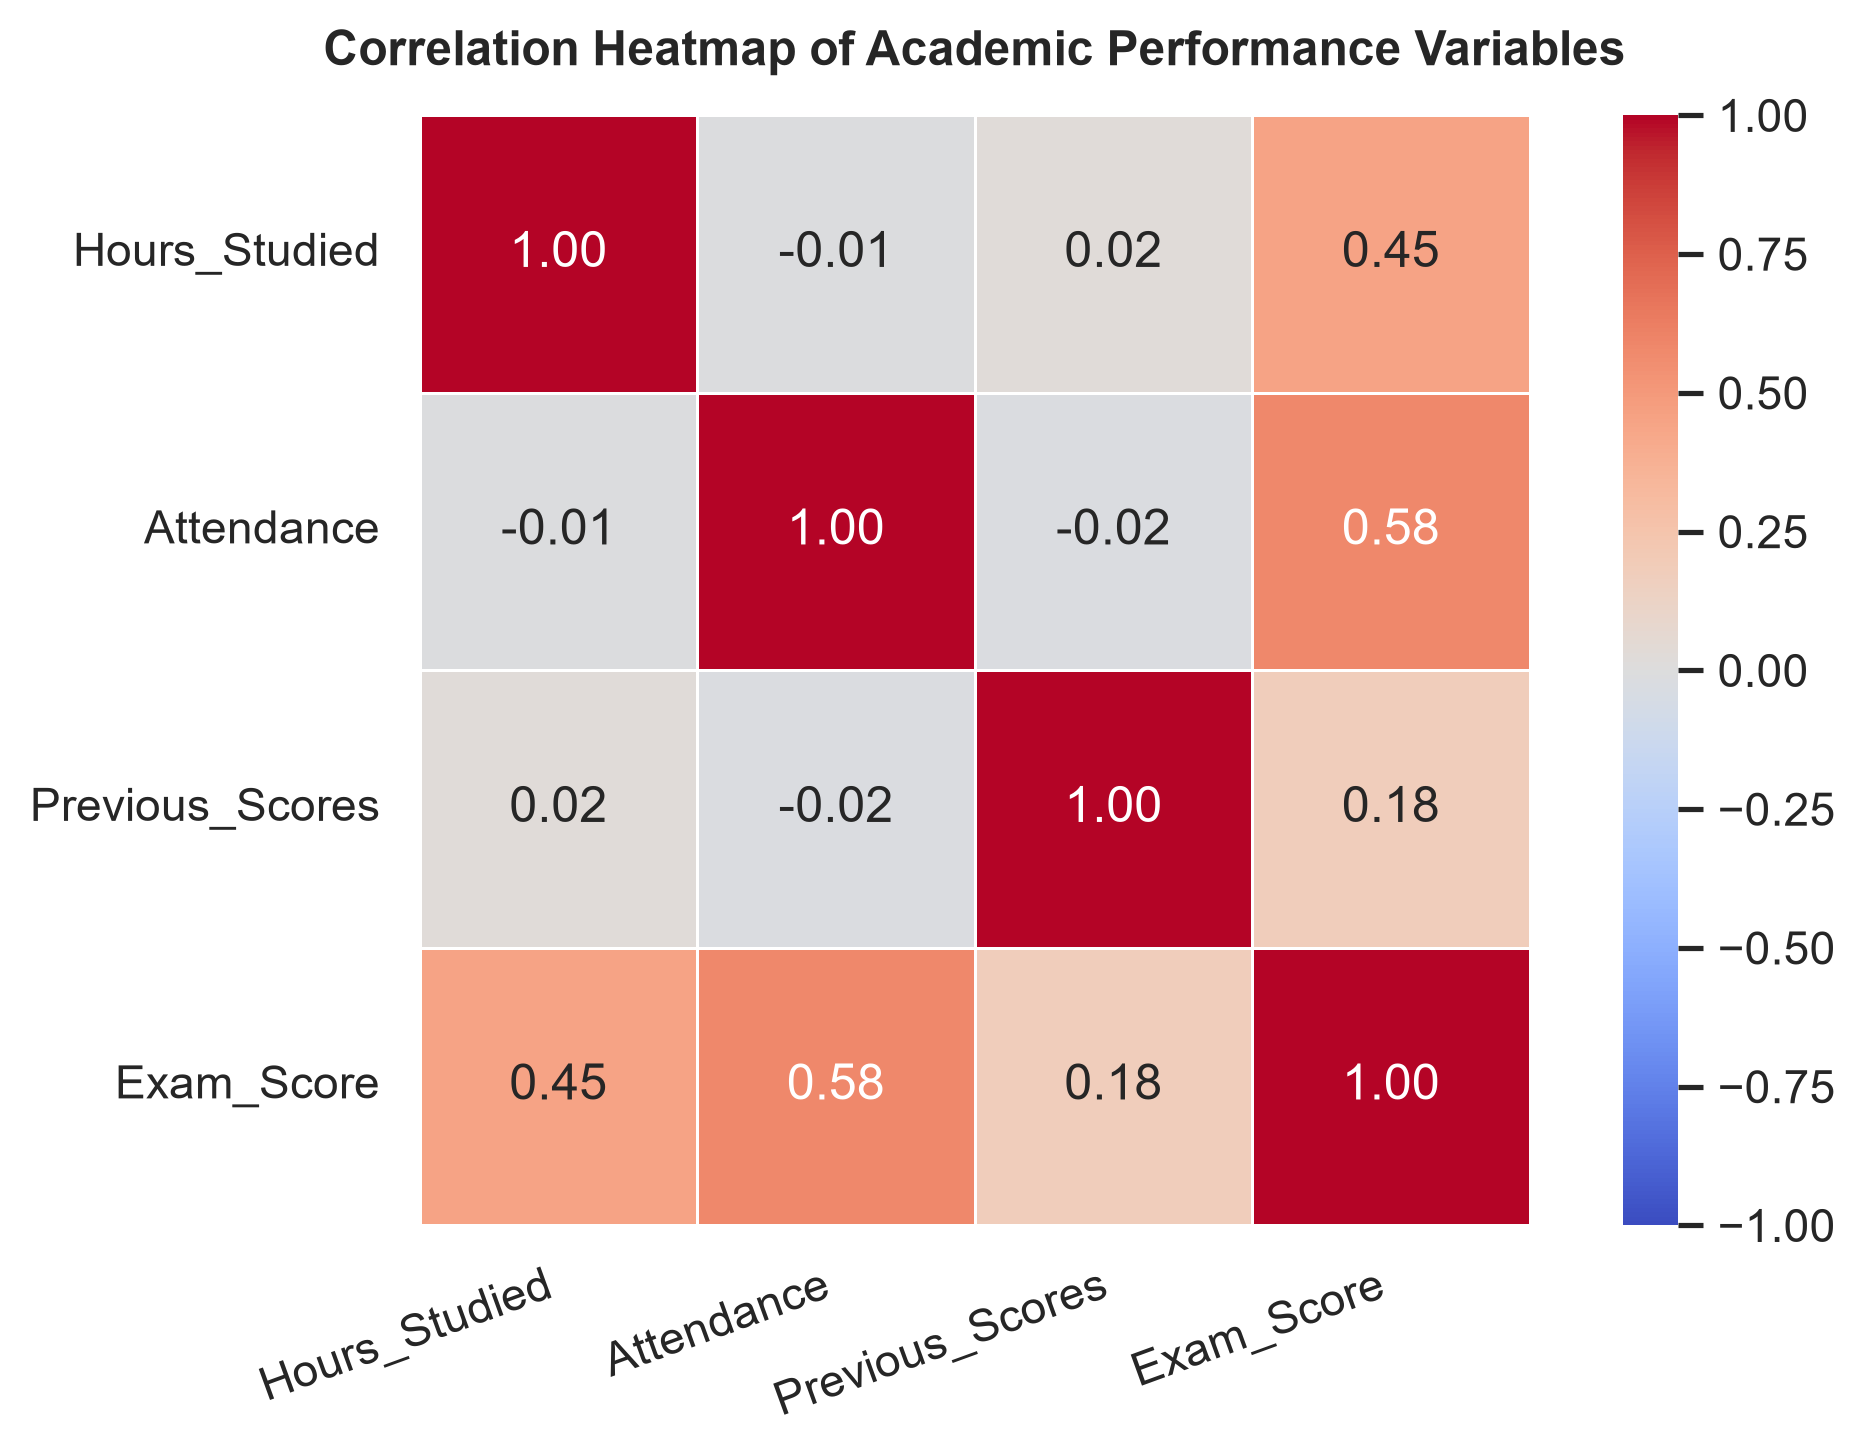 Correlation Heatmap of Academic Performance Variables
Hours_Studied 1.00 -0.01 0.02 0.45
Attendance -0.01 1.00 -0.02 0.58
Previous_Scores 0.02 -0.02 1.00 0.18
Exam_Score 0.45 0.58 0.18 1.00
Hours_Studied Attendance Previous_Scores Exam_Score
1.00
0.75
0.50
0.25
0.00
−0.25
−0.50
−0.75
−1.00